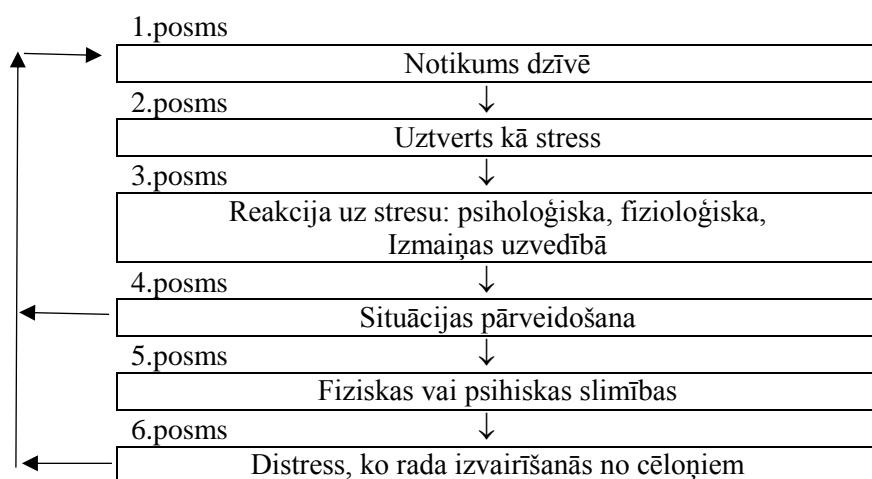 1.posms
Notikums dzīvē
2.posms
Uztverts kā stress
3.posms
Reakcija uz stresu: psiholoģiska, fizioloģiska,
Izmaiņas uzvedībā
4.posms
Situācijas pārveidošana
5.posms
Fiziskas vai psihiskas slimības
6.posms
Distress, ko rada izvairīšanās no cēloņiem